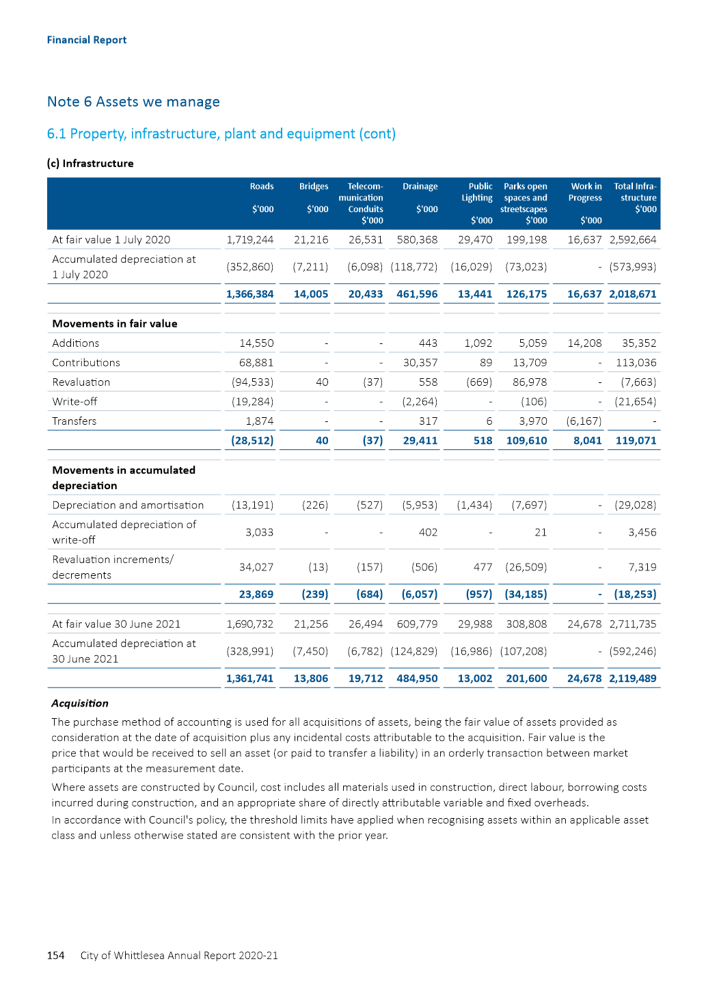 Financial Report
Note 6 Assets we manage
6.1 Property, infrastructure, plant and equipment (cont)
(c) Infrastructure
Roads Bridges Telecom- Drainage Public Parks open Work in Total Infra-
munication Lighting spaces and Progress structure
$'000 $'000 Conduits $'000 streetscapes $'000
$'000 $'000 $'000 $'000
At fair value 1 July 2020 1,719,244 21,216 26,531 580,368 29,470 199,198 16,637 2,592,664
Accumulated depreciation at
1 July 2020 (352,860) (7,211) (6,098) (118,772) (16,029) (73,023) - (573,993)
1,366,384 14,005 20,433 461,596 13,441 126,175 16,637 2,018,671
Movements in fair value
Additions 14,550 - - 443 1,092 5,059 14,208 35,352
Contributions 68,881 - - 30,357 89 13,709 - 113,036
Revaluation (94,533) 40 (37) 558 (669) 86,978 - (7,663)
Write-off (19,284) - - (2,264) - (106) - (21,654)
Transfers 1,874 - - 317 6 3,970 (6,167) -
(28,512) 40 (37) 29,411 518 109,610 8,041 119,071
Movements in accumulated
depreciation
Depreciation and amortisation (13,191) (226) (527) (5,953) (1,434) (7,697) - (29,028)
Accumulated depreciation of
write-off 3,033 - - 402 - 21 - 3,456
Revaluation increments/
decrements 34,027 (13) (157) (506) 477 (26,509) - 7,319
23,869 (239) (684) (6,057) (957) (34,185) - (18,253)
At fair value 30 June 2021 1,690,732 21,256 26,494 609,779 29,988 308,808 24,678 2,711,735
Accumulated depreciation at
30 June 2021 (328,991) (7,450) (6,782) (124,829) (16,986) (107,208) - (592,246)
1,361,741 13,806 19,712 484,950 13,002 201,600 24,678 2,119,489
Acquisition
The purchase method of accounting is used for all acquisitions of assets, being the fair value of assets provided as
consideration at the date of acquisition plus any incidental costs attributable to the acquisition. Fair value is the
price that would be received to sell an asset (or paid to transfer a liability) in an orderly transaction between market
participants at the measurement date.
Where assets are constructed by Council, cost includes all materials used in construction, direct labour, borrowing costs
incurred during construction, and an appropriate share of directly attributable variable and fixed overheads.
In accordance with Council's policy, the threshold limits have applied when recognising assets within an applicable asset
class and unless otherwise stated are consistent with the prior year.
154 City of Whittlesea Annual Report 2020-21